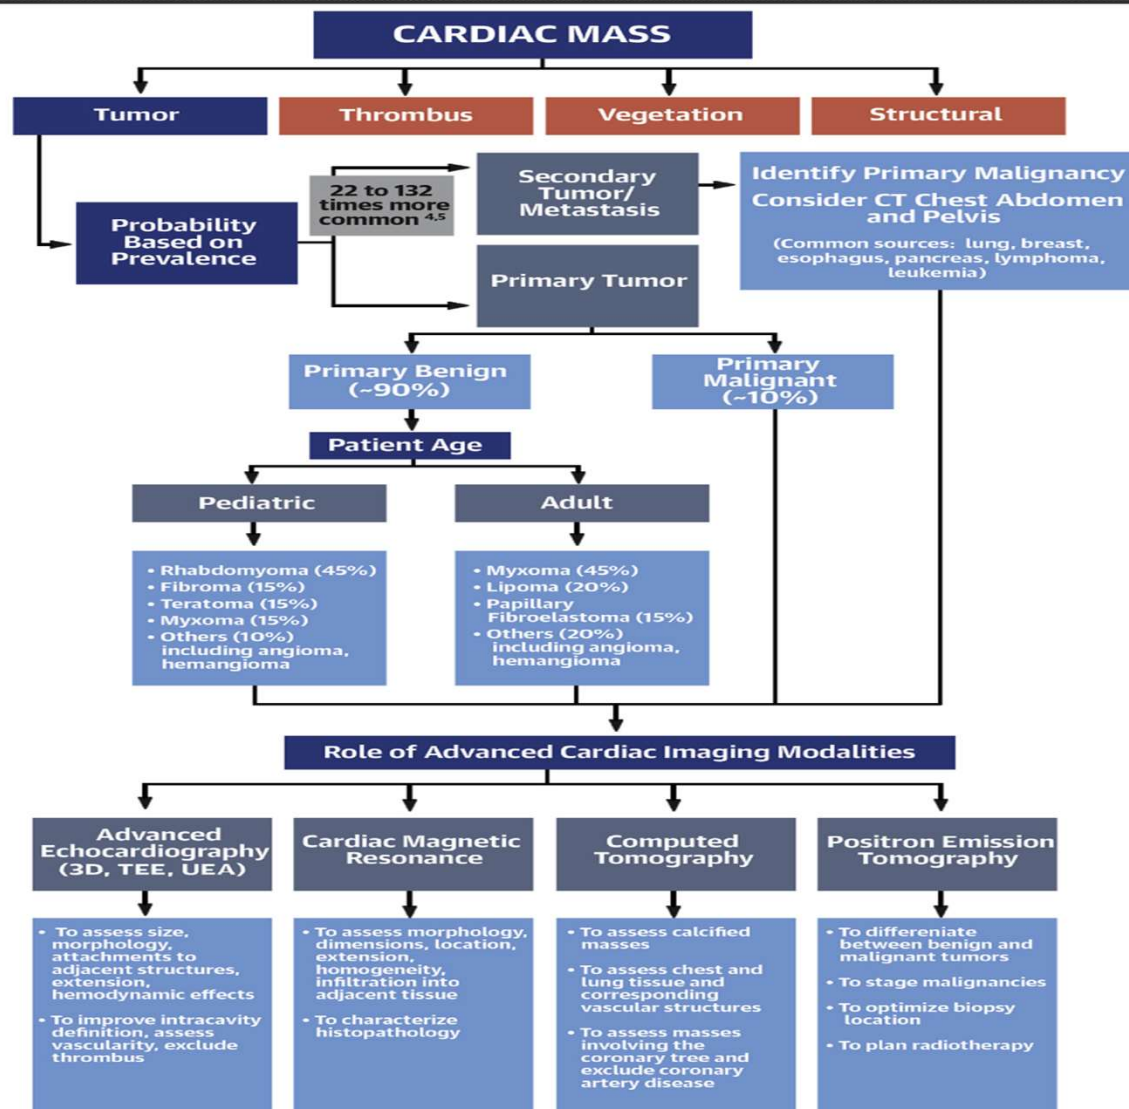 CARDIAC MASS
Tumor
Thrombus
Vegetation
Structural
Probability
Based on
Prevalence
22 to 132
times more
common 4,5
Secondary
Tumor/
Metastasis
Identify Primary Malignancy
Consider CT Chest Abdomen
and Pelvis
(Common sources: lung, breast,
esophagus, pancreas, lymphoma,
leukemia)
Primary Tumor
Primary Benign
(~90%)
Primary
Malignant
(~10%)
Patient Age
Pediatric
Adult
• Rhabdomyoma (45%)
• Fibroma (15%)
• Teratoma (15%)
• Myxoma (15%)
• Others (10%)
including angioma,
hemangioma
• Myxoma (45%)
• Lipoma (20%)
• Papillary
Fibroelastoma (15%)
• Others (20%)
including angioma,
hemangioma
Role of Advanced Cardiac Imaging Modalities
Advanced
Echocardiography
(3D, TEE, UEA)
Cardiac Magnetic
Resonance
Computed
Tomography
Positron Emission
Tomography
• To assess size,
morphology,
attachments to
adjacent structures,
extension,
hemodynamic effects
• To improve intracavity
definition, assess
vascularity, exclude
thrombus
• To assess morphology,
dimensions, location,
extension,
homogeneity,
infiltration into
adjacent tissue
• To characterize
histopathology
• To assess calcified
masses
• To assess chest and
lung tissue and
corresponding
vascular structures
• To assess masses
involving the
coronary tree and
exclude coronary
artery disease
• To differeniate
between benign and
malignant tumors
• To stage malignancies
• To optimize biopsy
location
• To plan radiotherapy